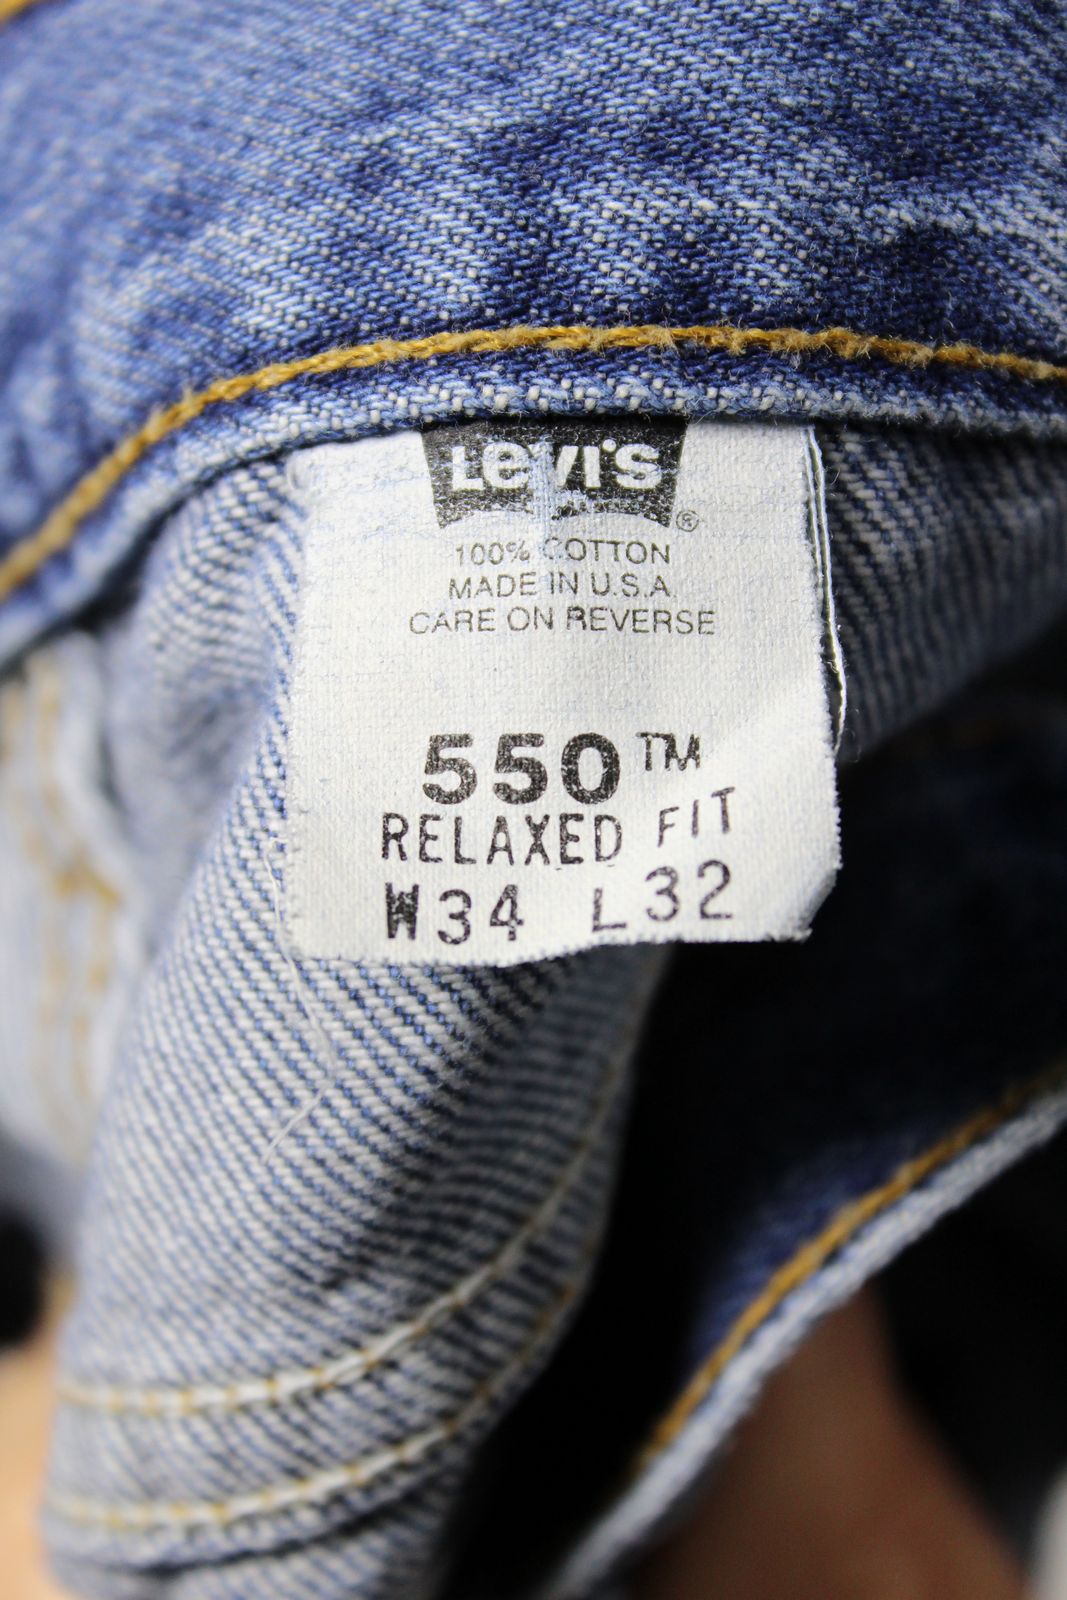 Levi's
®
100% COTTON
MADE IN U.S.A.
CARE ON REVERSE
550™
RELAXED FIT
W34 L32